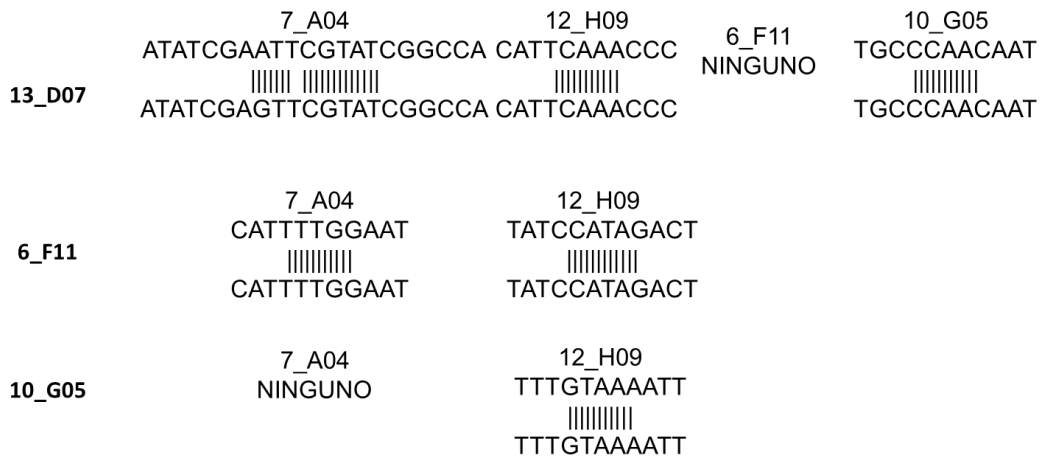 7_A04 12_H09 6_F11 10_G05
ATATCGAATTCGTATCGGCCA CATTCAAACCC NINGUNO TGCCCAACAAT
13_D07
ATATCGAGTTCGTATCGGCCA CATTCAAACCC TGCCCAACAAT
7_A04 12_H09
CATTTTGGAAT TATCCATAGACT
6_F11
CATTTTGGAAT TATCCATAGACT
7_A04 12_H09
10_G05 NINGUNO TTTGTAAAATT
TTTGTAAAATT